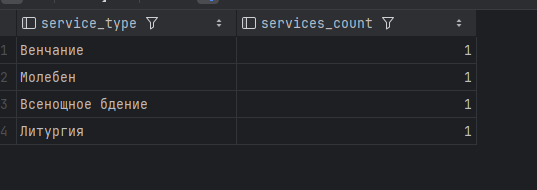 service_type services_count
1 Венчание 1
2 Молебен 1
3 Всенощное бдение 1
4 Литургия 1